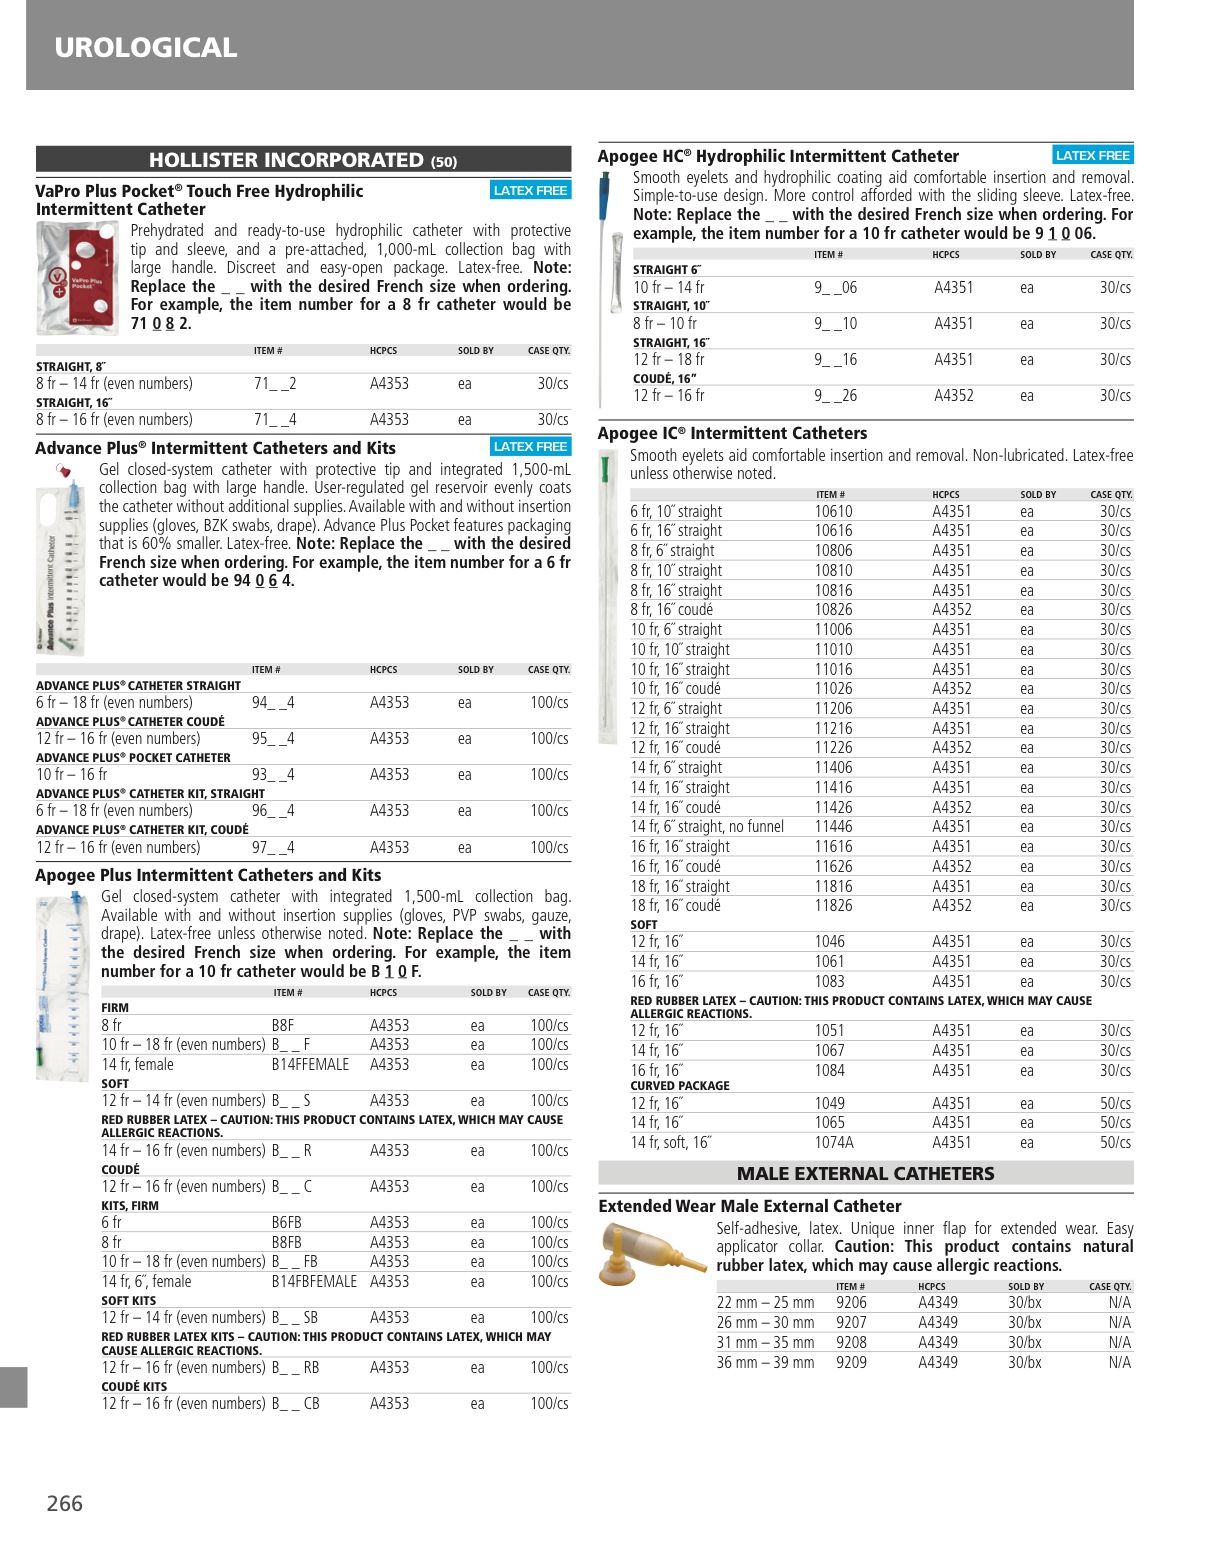 UROLOGICAL
HOLLISTER INCORPORATED (50)
VaPro Plus Pocket® Touch Free Hydrophilic
Intermittent Catheter
LATEX FREE
Prehydrated and ready-to-use hydrophilic catheter with protective
tip and sleeve, and a pre-attached, 1,000-mL collection bag with
large handle. Discreet and easy-open package. Latex-free. Note:
Replace the _ _ with the desired French size when ordering.
For example, the item number for a 8 fr catheter would be
71 0 8 2.
VaPro Plus
Pocket
ITEM # HCPCS SOLD BY CASE QTY.
STRAIGHT, 8˝
8 fr – 14 fr (even numbers) 71_ _2 A4353 ea 30/cs
STRAIGHT, 16˝
8 fr – 16 fr (even numbers) 71_ _4 A4353 ea 30/cs
Advance Plus® Intermittent Catheters and Kits
LATEX FREE
Gel closed-system catheter with protective tip and integrated 1,500-mL
collection bag with large handle. User-regulated gel reservoir evenly coats
the catheter without additional supplies. Available with and without insertion
supplies (gloves, BZK swabs, drape). Advance Plus Pocket features packaging
that is 60% smaller. Latex-free. Note: Replace the _ _ with the desired
French size when ordering. For example, the item number for a 6 fr
catheter would be 94 0 6 4.
Advance Plus Intermittent Catheter
ITEM # HCPCS SOLD BY CASE QTY.
ADVANCE PLUS® CATHETER STRAIGHT
6 fr – 18 fr (even numbers) 94_ _4 A4353 ea 100/cs
ADVANCE PLUS® CATHETER COUDÉ
12 fr – 16 fr (even numbers) 95_ _4 A4353 ea 100/cs
ADVANCE PLUS® POCKET CATHETER
10 fr – 16 fr 93_ _4 A4353 ea 100/cs
ADVANCE PLUS® CATHETER KIT, STRAIGHT
6 fr – 18 fr (even numbers) 96_ _4 A4353 ea 100/cs
ADVANCE PLUS® CATHETER KIT, COUDÉ
12 fr – 16 fr (even numbers) 97_ _4 A4353 ea 100/cs
Apogee Plus Intermittent Catheters and Kits
Gel closed-system catheter with integrated 1,500-mL collection bag.
Available with and without insertion supplies (gloves, PVP swabs, gauze,
drape). Latex-free unless otherwise noted. Note: Replace the _ _ with
the desired French size when ordering. For example, the item
number for a 10 fr catheter would be B 1 0 F.
ITEM # HCPCS SOLD BY CASE QTY.
FIRM
8 fr B8F A4353 ea 100/cs
10 fr – 18 fr (even numbers) B_ _ F A4353 ea 100/cs
14 fr, female B14FFEMALE A4353 ea 100/cs
SOFT
12 fr – 14 fr (even numbers) B_ _ S A4353 ea 100/cs
RED RUBBER LATEX – CAUTION: THIS PRODUCT CONTAINS LATEX, WHICH MAY CAUSE
ALLERGIC REACTIONS.
14 fr – 16 fr (even numbers) B_ _ R A4353 ea 100/cs
COUDÉ
12 fr – 16 fr (even numbers) B_ _ C A4353 ea 100/cs
KITS, FIRM
6 fr B6FB A4353 ea 100/cs
8 fr B8FB A4353 ea 100/cs
10 fr – 18 fr (even numbers) B_ _ FB A4353 ea 100/cs
14 fr, 6˝, female B14FBFEMALE A4353 ea 100/cs
SOFT KITS
12 fr – 14 fr (even numbers) B_ _ SB A4353 ea 100/cs
RED RUBBER LATEX KITS – CAUTION: THIS PRODUCT CONTAINS LATEX, WHICH MAY
CAUSE ALLERGIC REACTIONS.
12 fr – 16 fr (even numbers) B_ _ RB A4353 ea 100/cs
COUDÉ KITS
12 fr – 16 fr (even numbers) B_ _ CB A4353 ea 100/cs
Apogee HC® Hydrophilic Intermittent Catheter
LATEX FREE
Smooth eyelets and hydrophilic coating aid comfortable insertion and removal.
Simple-to-use design. More control afforded with the sliding sleeve. Latex-free.
Note: Replace the _ _ with the desired French size when ordering. For
example, the item number for a 10 fr catheter would be 9 1 0 06.
ITEM # HCPCS SOLD BY CASE QTY.
STRAIGHT 6˝
10 fr – 14 fr 9_ _06 A4351 ea 30/cs
STRAIGHT, 10˝
8 fr – 10 fr 9_ _10 A4351 ea 30/cs
STRAIGHT, 16˝
12 fr – 18 fr 9_ _16 A4351 ea 30/cs
COUDÉ, 16”
12 fr – 16 fr 9_ _26 A4352 ea 30/cs
Apogee IC® Intermittent Catheters
Smooth eyelets aid comfortable insertion and removal. Non-lubricated. Latex-free
unless otherwise noted.
ITEM # HCPCS SOLD BY CASE QTY.
6 fr, 10˝ straight 10610 A4351 ea 30/cs
6 fr, 16˝ straight 10616 A4351 ea 30/cs
8 fr, 6˝ straight 10806 A4351 ea 30/cs
8 fr, 10˝ straight 10810 A4351 ea 30/cs
8 fr, 16˝ straight 10816 A4351 ea 30/cs
8 fr, 16˝ coudé 10826 A4352 ea 30/cs
10 fr, 6˝ straight 11006 A4351 ea 30/cs
10 fr, 10˝ straight 11010 A4351 ea 30/cs
10 fr, 16˝ straight 11016 A4351 ea 30/cs
10 fr, 16˝ coudé 11026 A4352 ea 30/cs
12 fr, 6˝ straight 11206 A4351 ea 30/cs
12 fr, 16˝ straight 11216 A4351 ea 30/cs
12 fr, 16˝ coudé 11226 A4352 ea 30/cs
14 fr, 6˝ straight 11406 A4351 ea 30/cs
14 fr, 16˝ straight 11416 A4351 ea 30/cs
14 fr, 16˝ coudé 11426 A4352 ea 30/cs
14 fr, 6˝ straight, no funnel 11446 A4351 ea 30/cs
16 fr, 16˝ straight 11616 A4351 ea 30/cs
16 fr, 16˝ coudé 11626 A4352 ea 30/cs
18 fr, 16˝ straight 11816 A4351 ea 30/cs
18 fr, 16˝ coudé 11826 A4352 ea 30/cs
SOFT
12 fr, 16˝ 1046 A4351 ea 30/cs
14 fr, 16˝ 1061 A4351 ea 30/cs
16 fr, 16˝ 1083 A4351 ea 30/cs
RED RUBBER LATEX – CAUTION: THIS PRODUCT CONTAINS LATEX, WHICH MAY CAUSE
ALLERGIC REACTIONS.
12 fr, 16˝ 1051 A4351 ea 30/cs
14 fr, 16˝ 1067 A4351 ea 30/cs
16 fr, 16˝ 1084 A4351 ea 30/cs
CURVED PACKAGE
12 fr, 16˝ 1049 A4351 ea 50/cs
14 fr, 16˝ 1065 A4351 ea 50/cs
14 fr, soft, 16˝ 1074A A4351 ea 50/cs
MALE EXTERNAL CATHETERS
Extended Wear Male External Catheter
Self-adhesive, latex. Unique inner flap for extended wear. Easy
applicator collar. Caution: This product contains natural
rubber latex, which may cause allergic reactions.
ITEM # HCPCS SOLD BY CASE QTY.
22 mm – 25 mm 9206 A4349 30/bx N/A
26 mm – 30 mm 9207 A4349 30/bx N/A
31 mm – 35 mm 9208 A4349 30/bx N/A
36 mm – 39 mm 9209 A4349 30/bx N/A
266